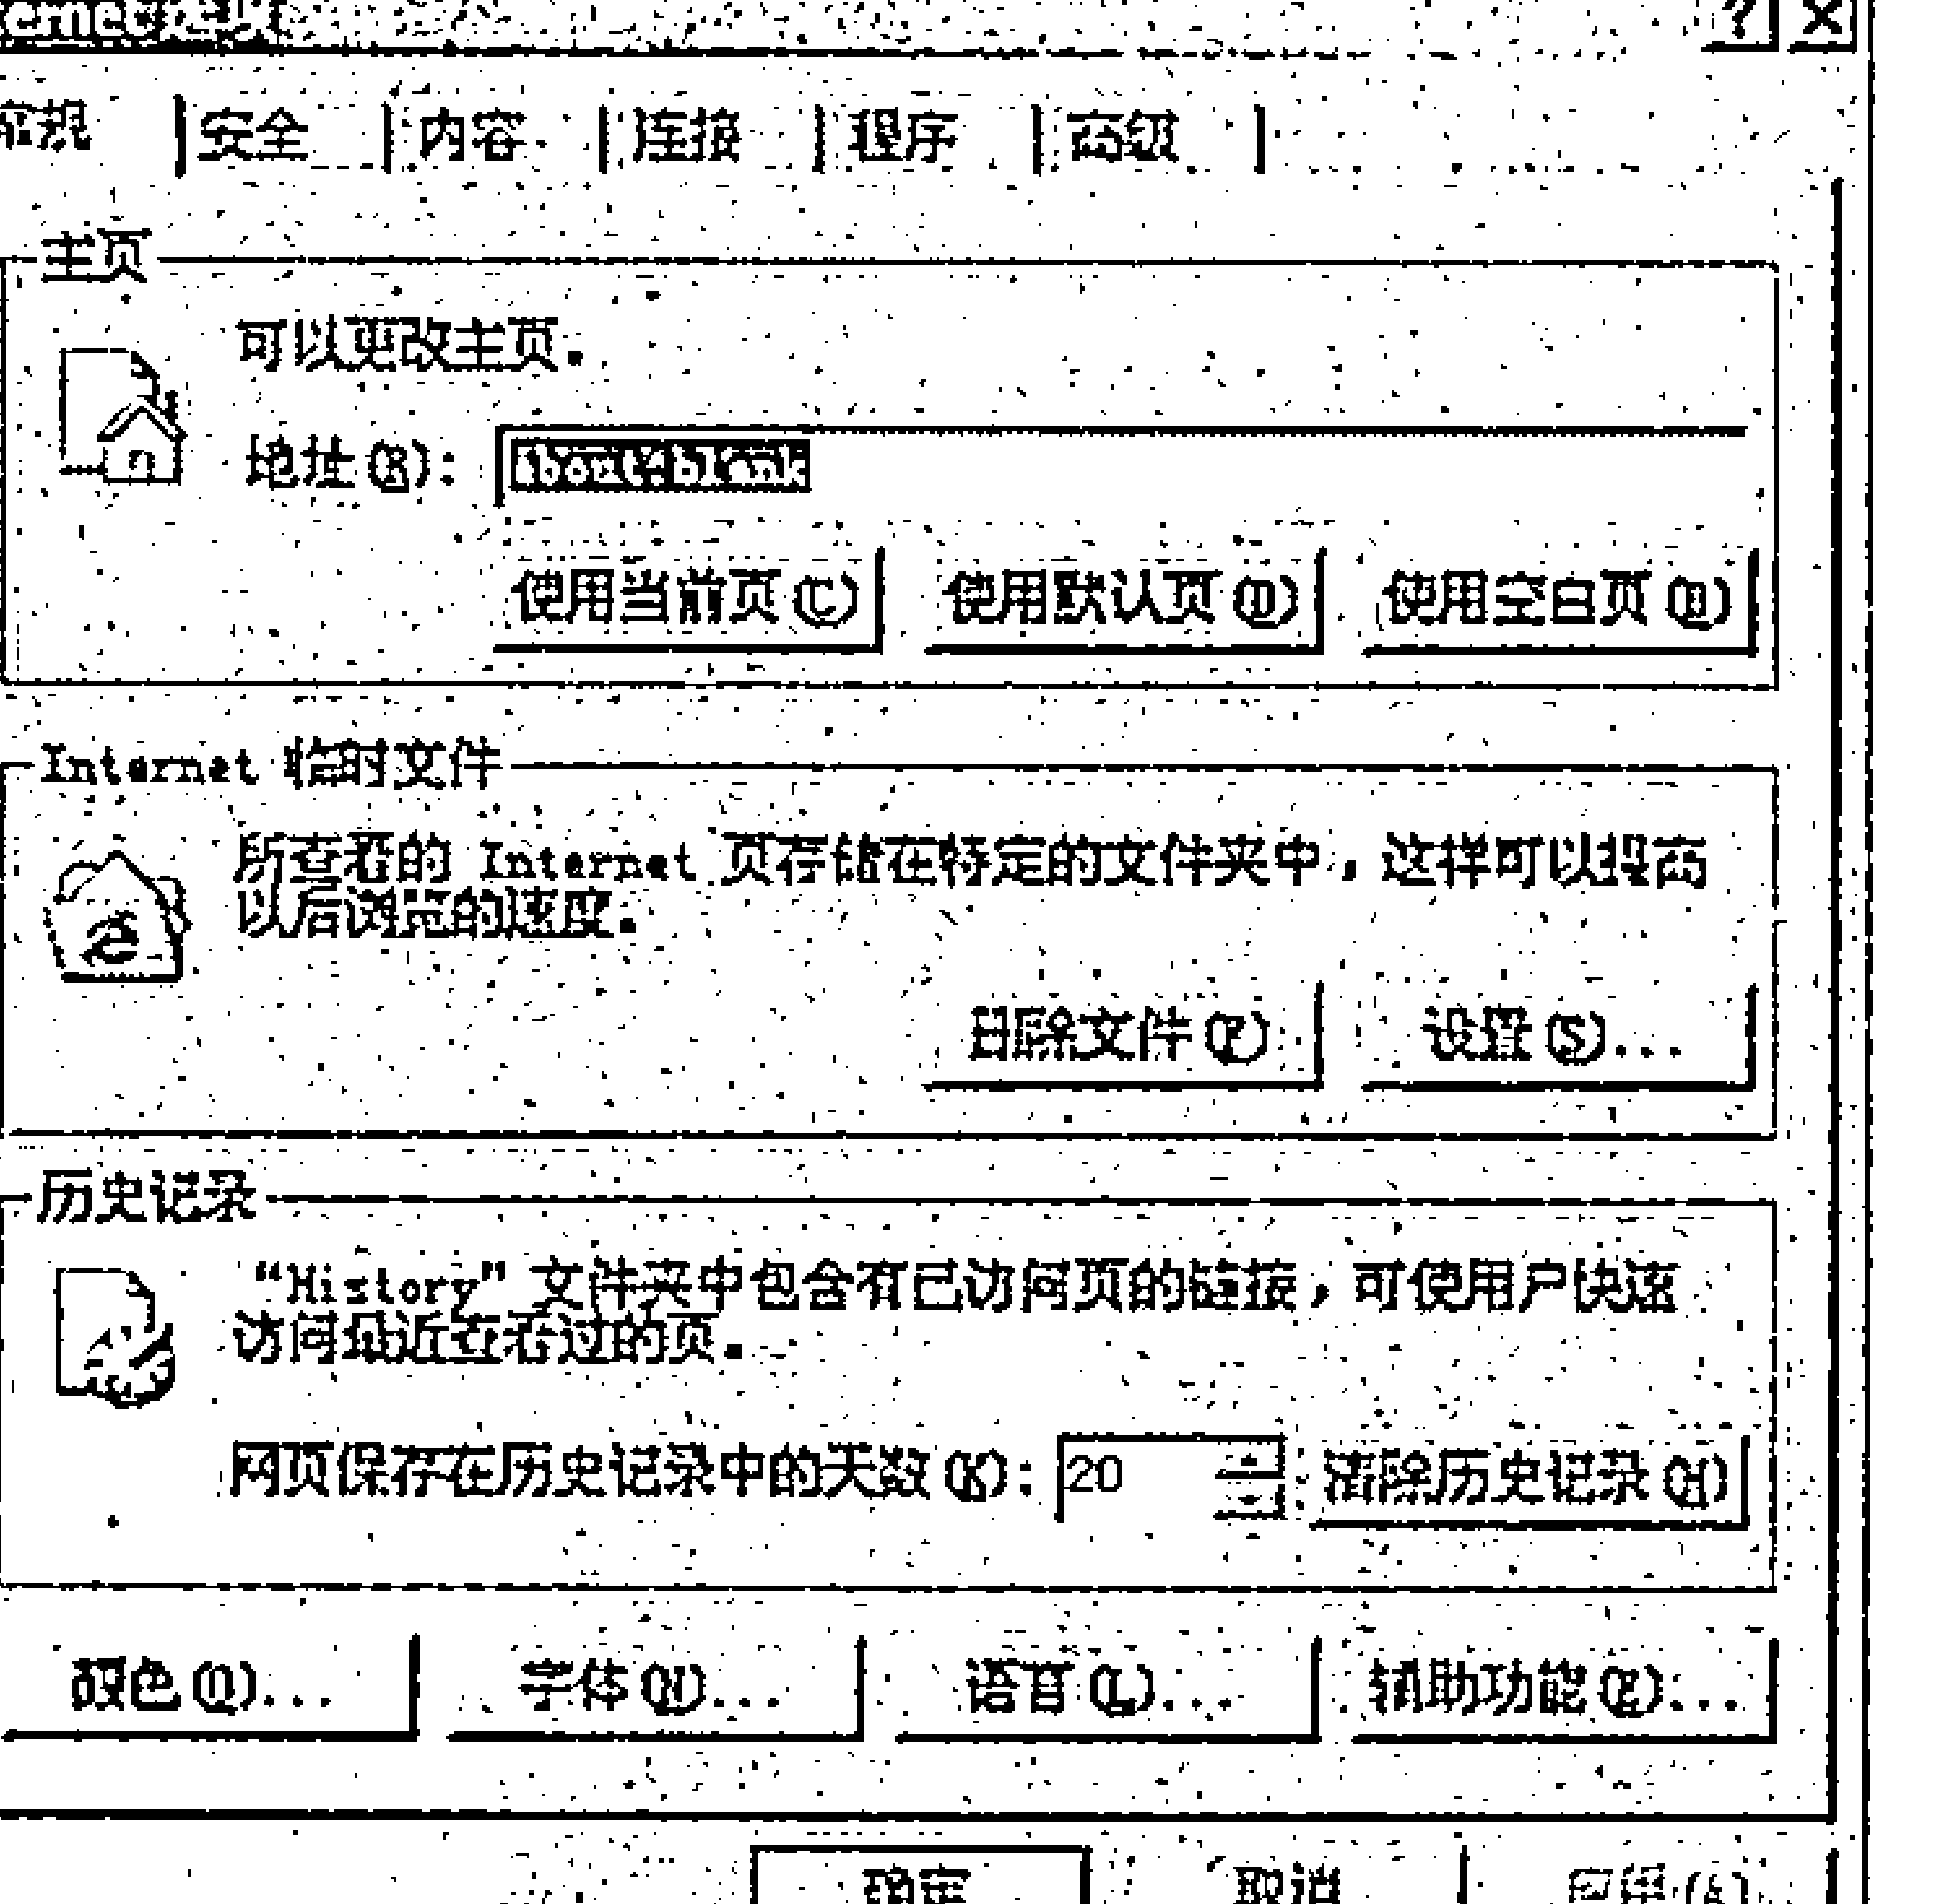 常规 安全 内容 连接 程序 高级
主页
可以更改主页。
地址(R): about:blank
使用当前页(C) 使用默认页(D) 使用空白页(B)
Internet 临时文件
所查看的 Internet 页存储在特定的文件夹中，这样可以提高
以后浏览的速度。
删除文件(F) 设置(S)...
历史记录
“History” 文件夹中包含有已访问页的链接，可使用户快速
访问最近查看过的页。
网页保存在历史记录中的天数(K): 20 清除历史记录(H)
颜色(O)... 字体(N)... 语言(L)... 辅助功能(E)...
确定 取消 应用(A)